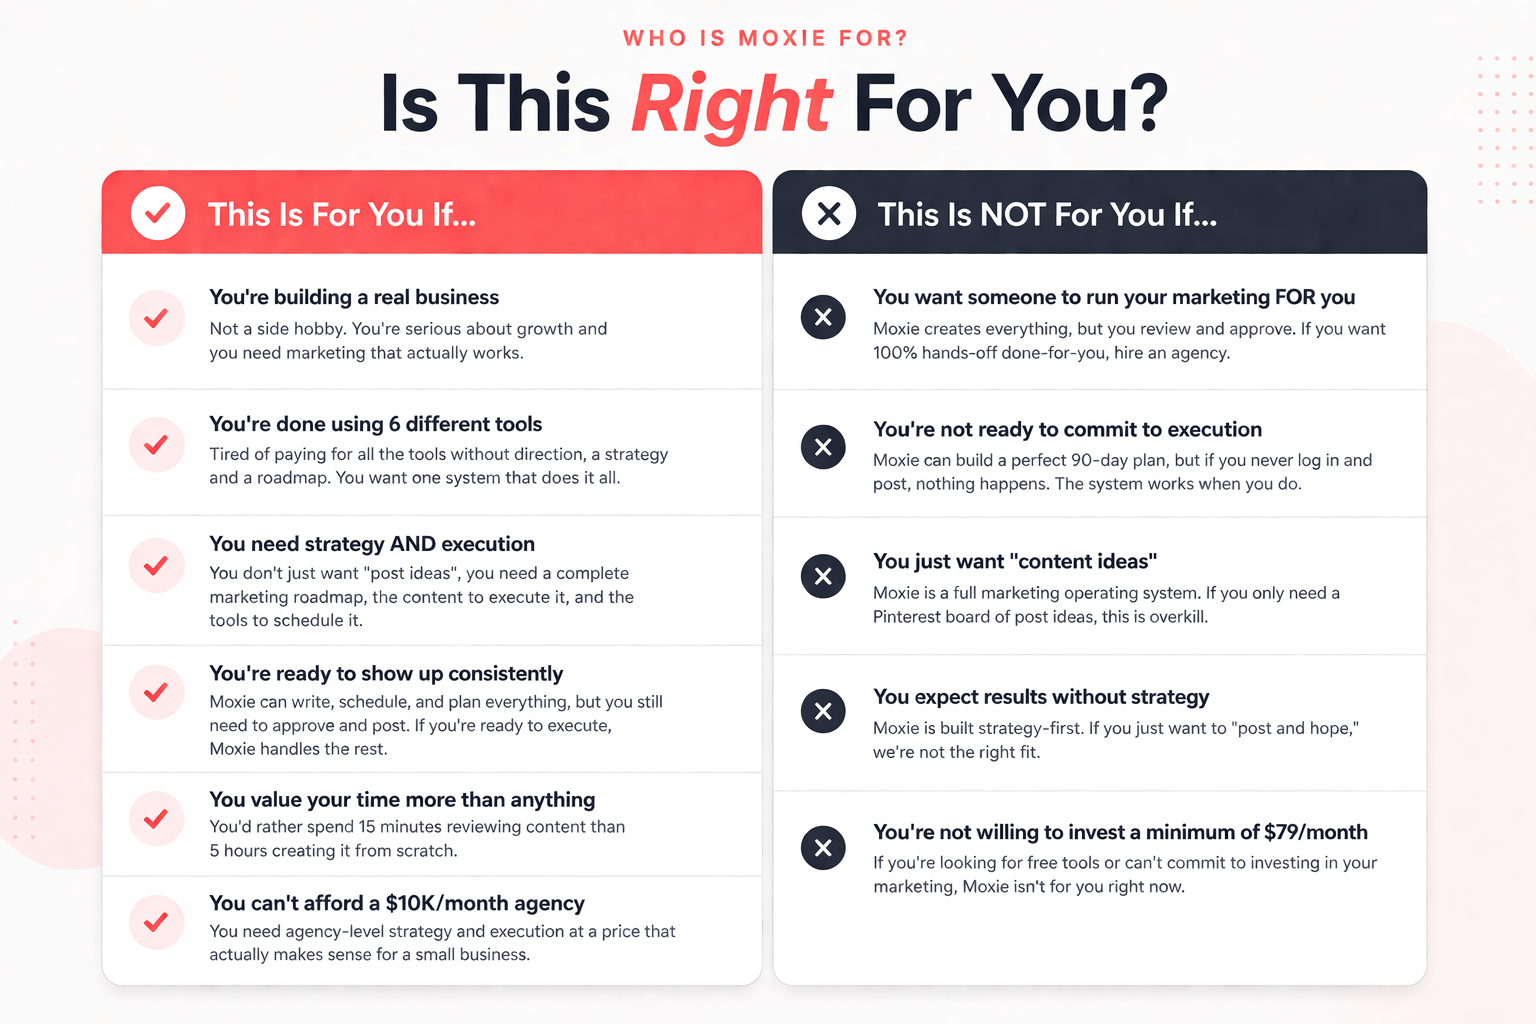 WHO IS MOXIE FOR?
Is This Right For You?
This Is For You If...
You're building a real business
Not a side hobby. You're serious about growth and
you need marketing that actually works.
You're done using 6 different tools
Tired of paying for all the tools without direction, a strategy
and a roadmap. You want one system that does it all.
You need strategy AND execution
You don't just want "post ideas", you need a complete
marketing roadmap, the content to execute it, and the
tools to schedule it.
You're ready to show up consistently
Moxie can write, schedule, and plan everything, but you still
need to approve and post. If you're ready to execute,
Moxie handles the rest.
You value your time more than anything
You'd rather spend 15 minutes reviewing content than
5 hours creating it from scratch.
You can't afford a $10K/month agency
You need agency-level strategy and execution at a price that
actually makes sense for a small business.
This Is NOT For You If...
You want someone to run your marketing FOR you
Moxie creates everything, but you review and approve. If you want
100% hands-off done-for-you, hire an agency.
You're not ready to commit to execution
Moxie can build a perfect 90-day plan, but if you never log in and
post, nothing happens. The system works when you do.
You just want "content ideas"
Moxie is a full marketing operating system. If you only need a
Pinterest board of post ideas, this is overkill.
You expect results without strategy
Moxie is built strategy-first. If you just want to "post and hope,"
we're not the right fit.
You're not willing to invest a minimum of $79/month
If you're looking for free tools or can't commit to investing in your
marketing, Moxie isn't for you right now.